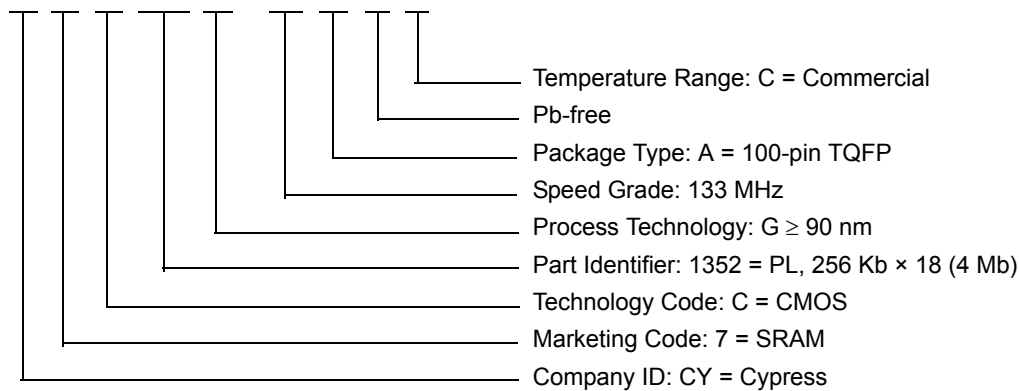 Temperature Range: C = Commercial
Pb-free
Package Type: A = 100-pin TQFP
Speed Grade: 133 MHz
Process Technology: G ≥ 90 nm
Part Identifier: 1352 = PL, 256 Kb × 18 (4 Mb)
Technology Code: C = CMOS
Marketing Code: 7 = SRAM
Company ID: CY = Cypress